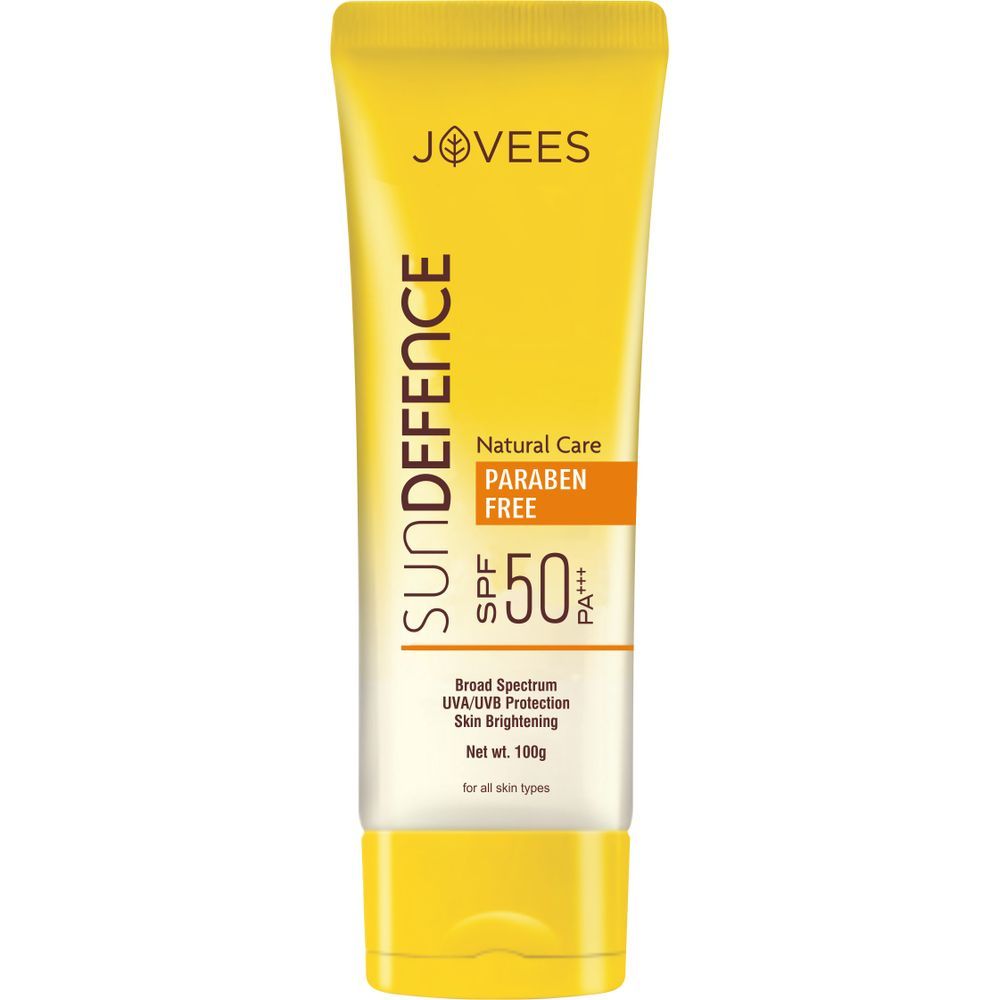 JOVEES
SUNDEFENCE
Natural Care
PARABEN
FREE
SPF 50 PA+++
Broad Spectrum
UVA/UVB Protection
Skin Brightening
Net wt. 100g
for all skin types